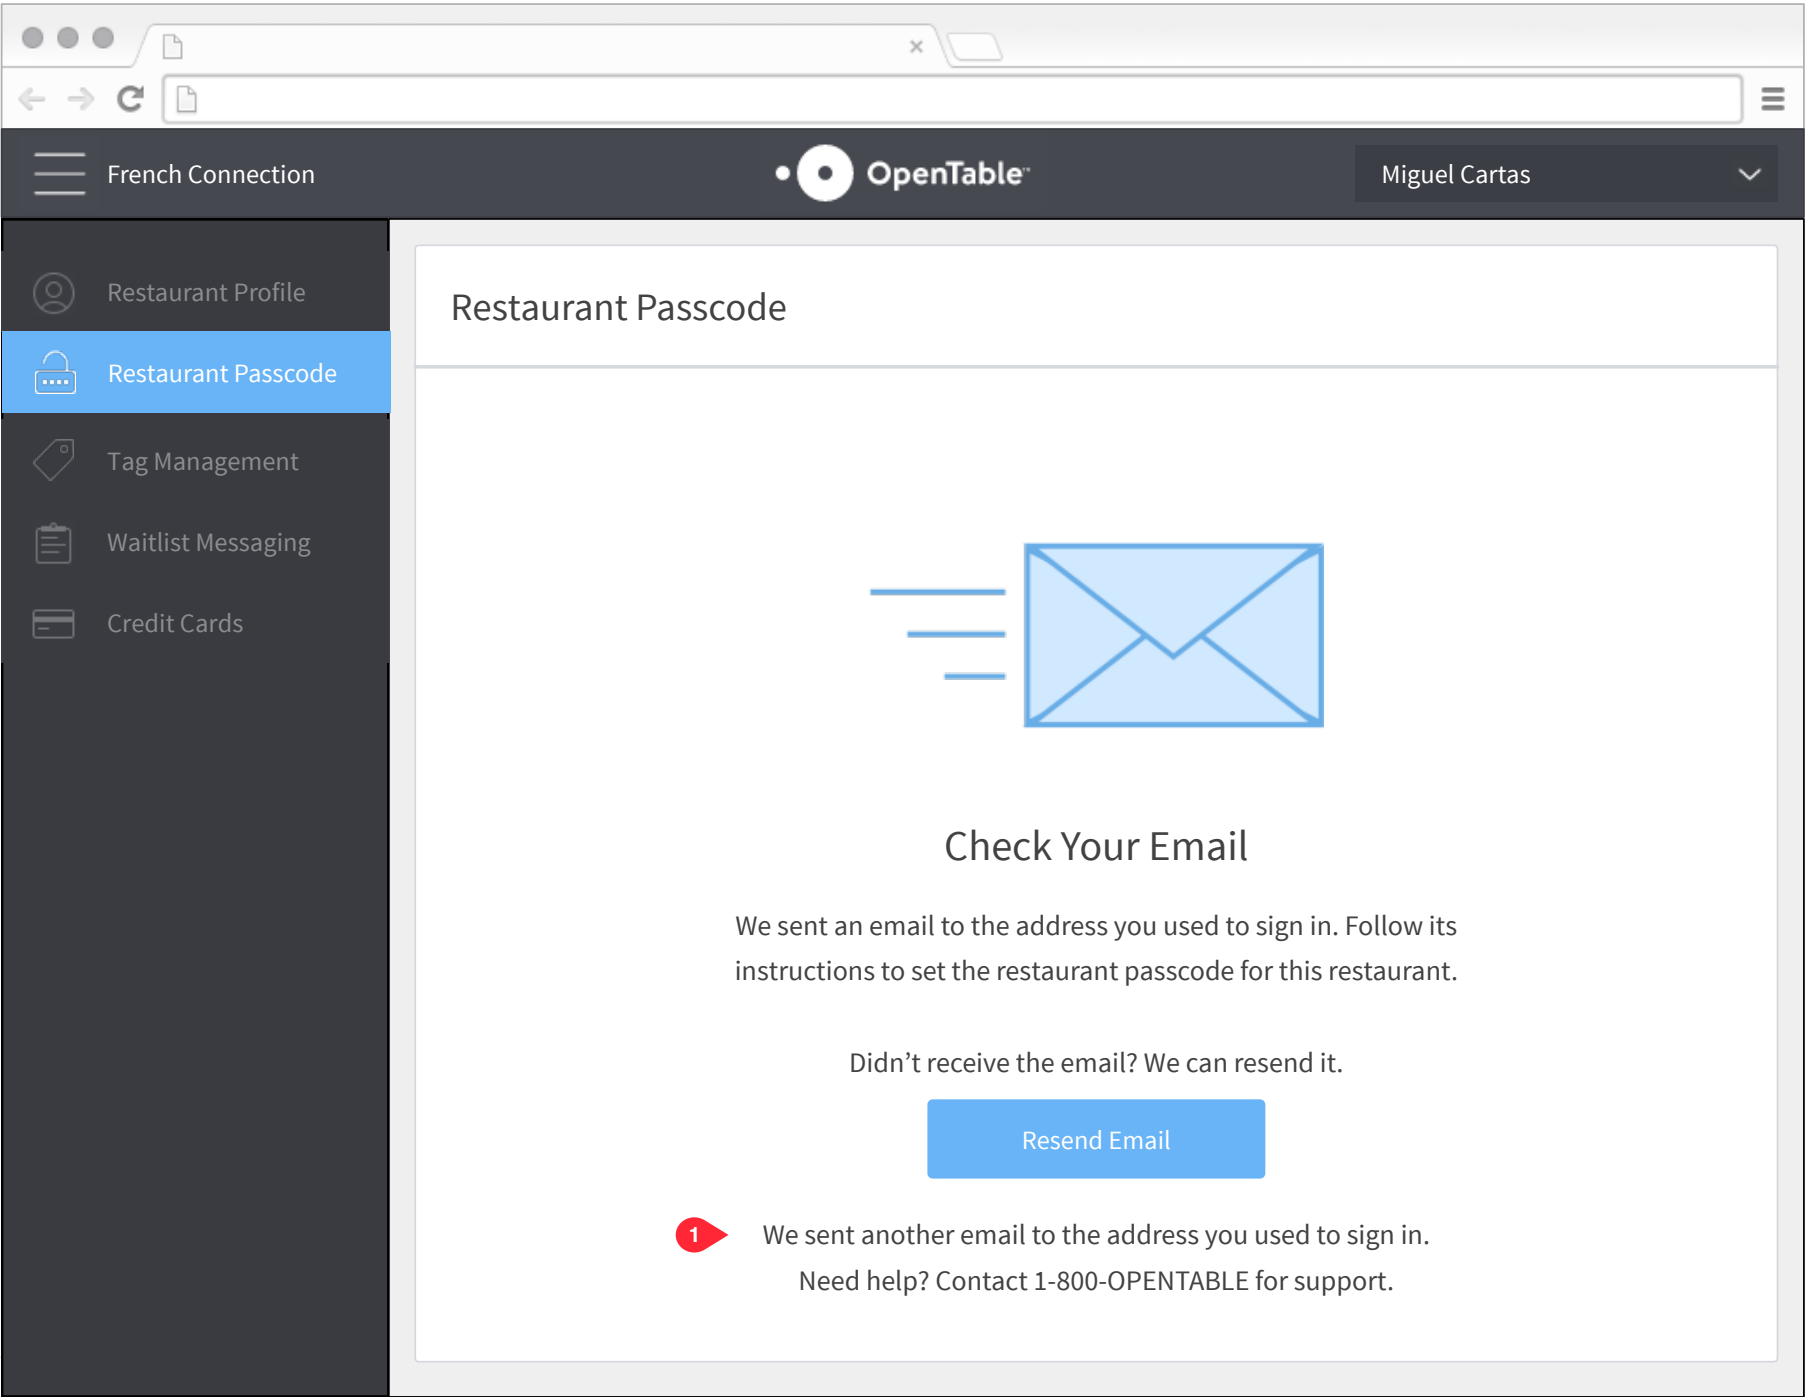 French Connection
OpenTable™
Miguel Cartas
Restaurant Profile
Restaurant Passcode
Tag Management
Waitlist Messaging
Credit Cards
Restaurant Passcode
Check Your Email
We sent an email to the address you used to sign in. Follow its
instructions to set the restaurant passcode for this restaurant.
Didn’t receive the email? We can resend it.
Resend Email
1 We sent another email to the address you used to sign in.
Need help? Contact 1-800-OPENTABLE for support.